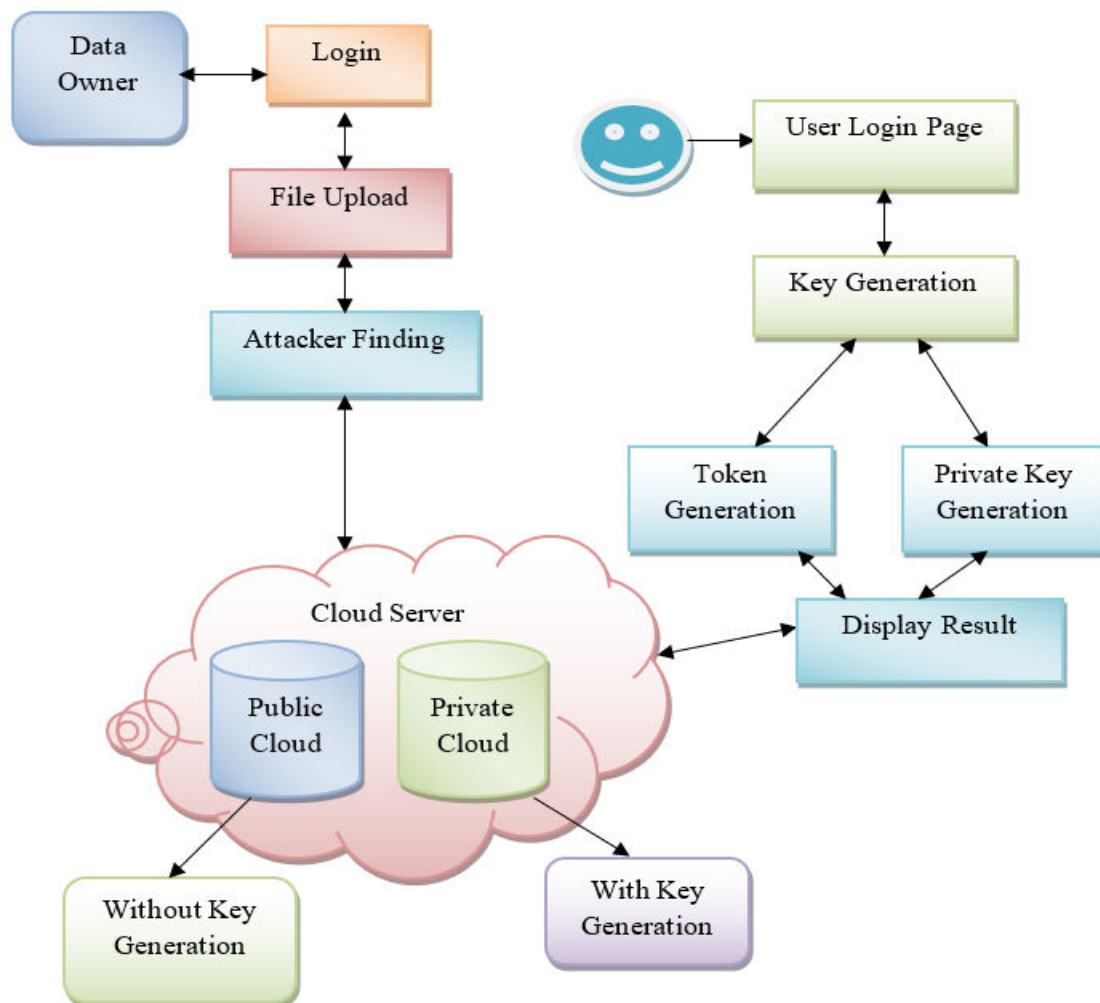 Data
Owner
Login
File Upload
Attacker Finding
User Login Page
Key Generation
Token
Generation
Private Key
Generation
Display Result
Cloud Server
Public
Cloud
Private
Cloud
Without Key
Generation
With Key
Generation